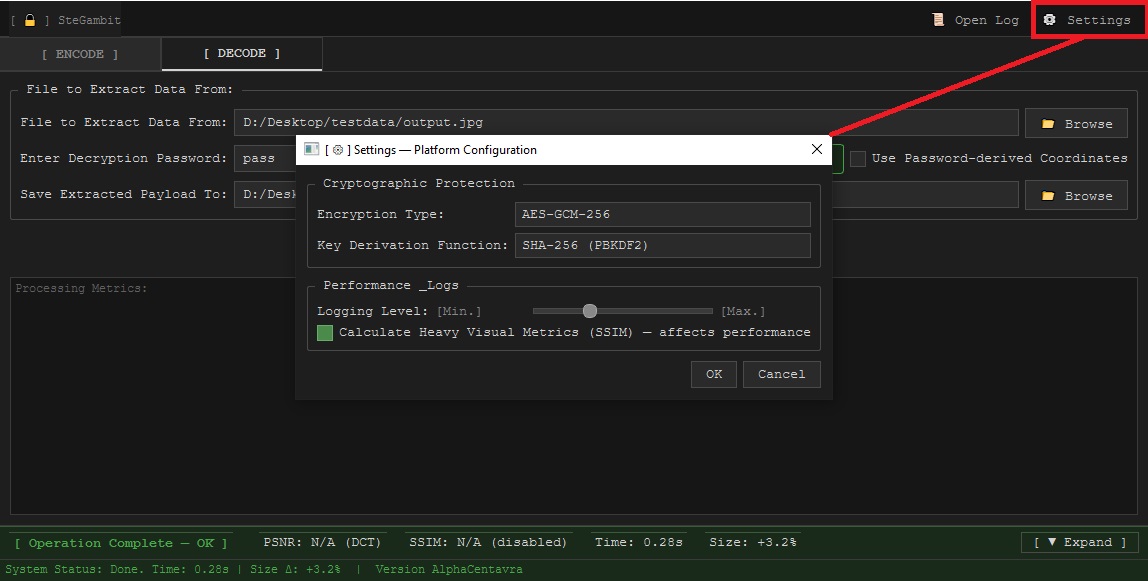 [ 🔒 ] SteGambit
Open Log
Settings
[ ENCODE ]
[ DECODE ]
File to Extract Data From:
File to Extract Data From:
D:/Desktop/testdata/output.jpg
Browse
[ ⚙ ] Settings — Platform Configuration
Enter Decryption Password:
pass
Use Password-derived Coordinates
Save Extracted Payload To:
D:/Desk
Browse
Cryptographic Protection
Encryption Type:
AES-GCM-256
Key Derivation Function:
SHA-256 (PBKDF2)
Processing Metrics:
Performance _Logs
Logging Level: [Min.]
[Max.]
Calculate Heavy Visual Metrics (SSIM) — affects performance
OK
Cancel
[ Operation Complete — OK ]
PSNR: N/A (DCT)
SSIM: N/A (disabled)
Time: 0.28s
Size: +3.2%
[ ▼ Expand ]
System Status: Done. Time: 0.28s | Size Δ: +3.2% | Version AlphaCentavra